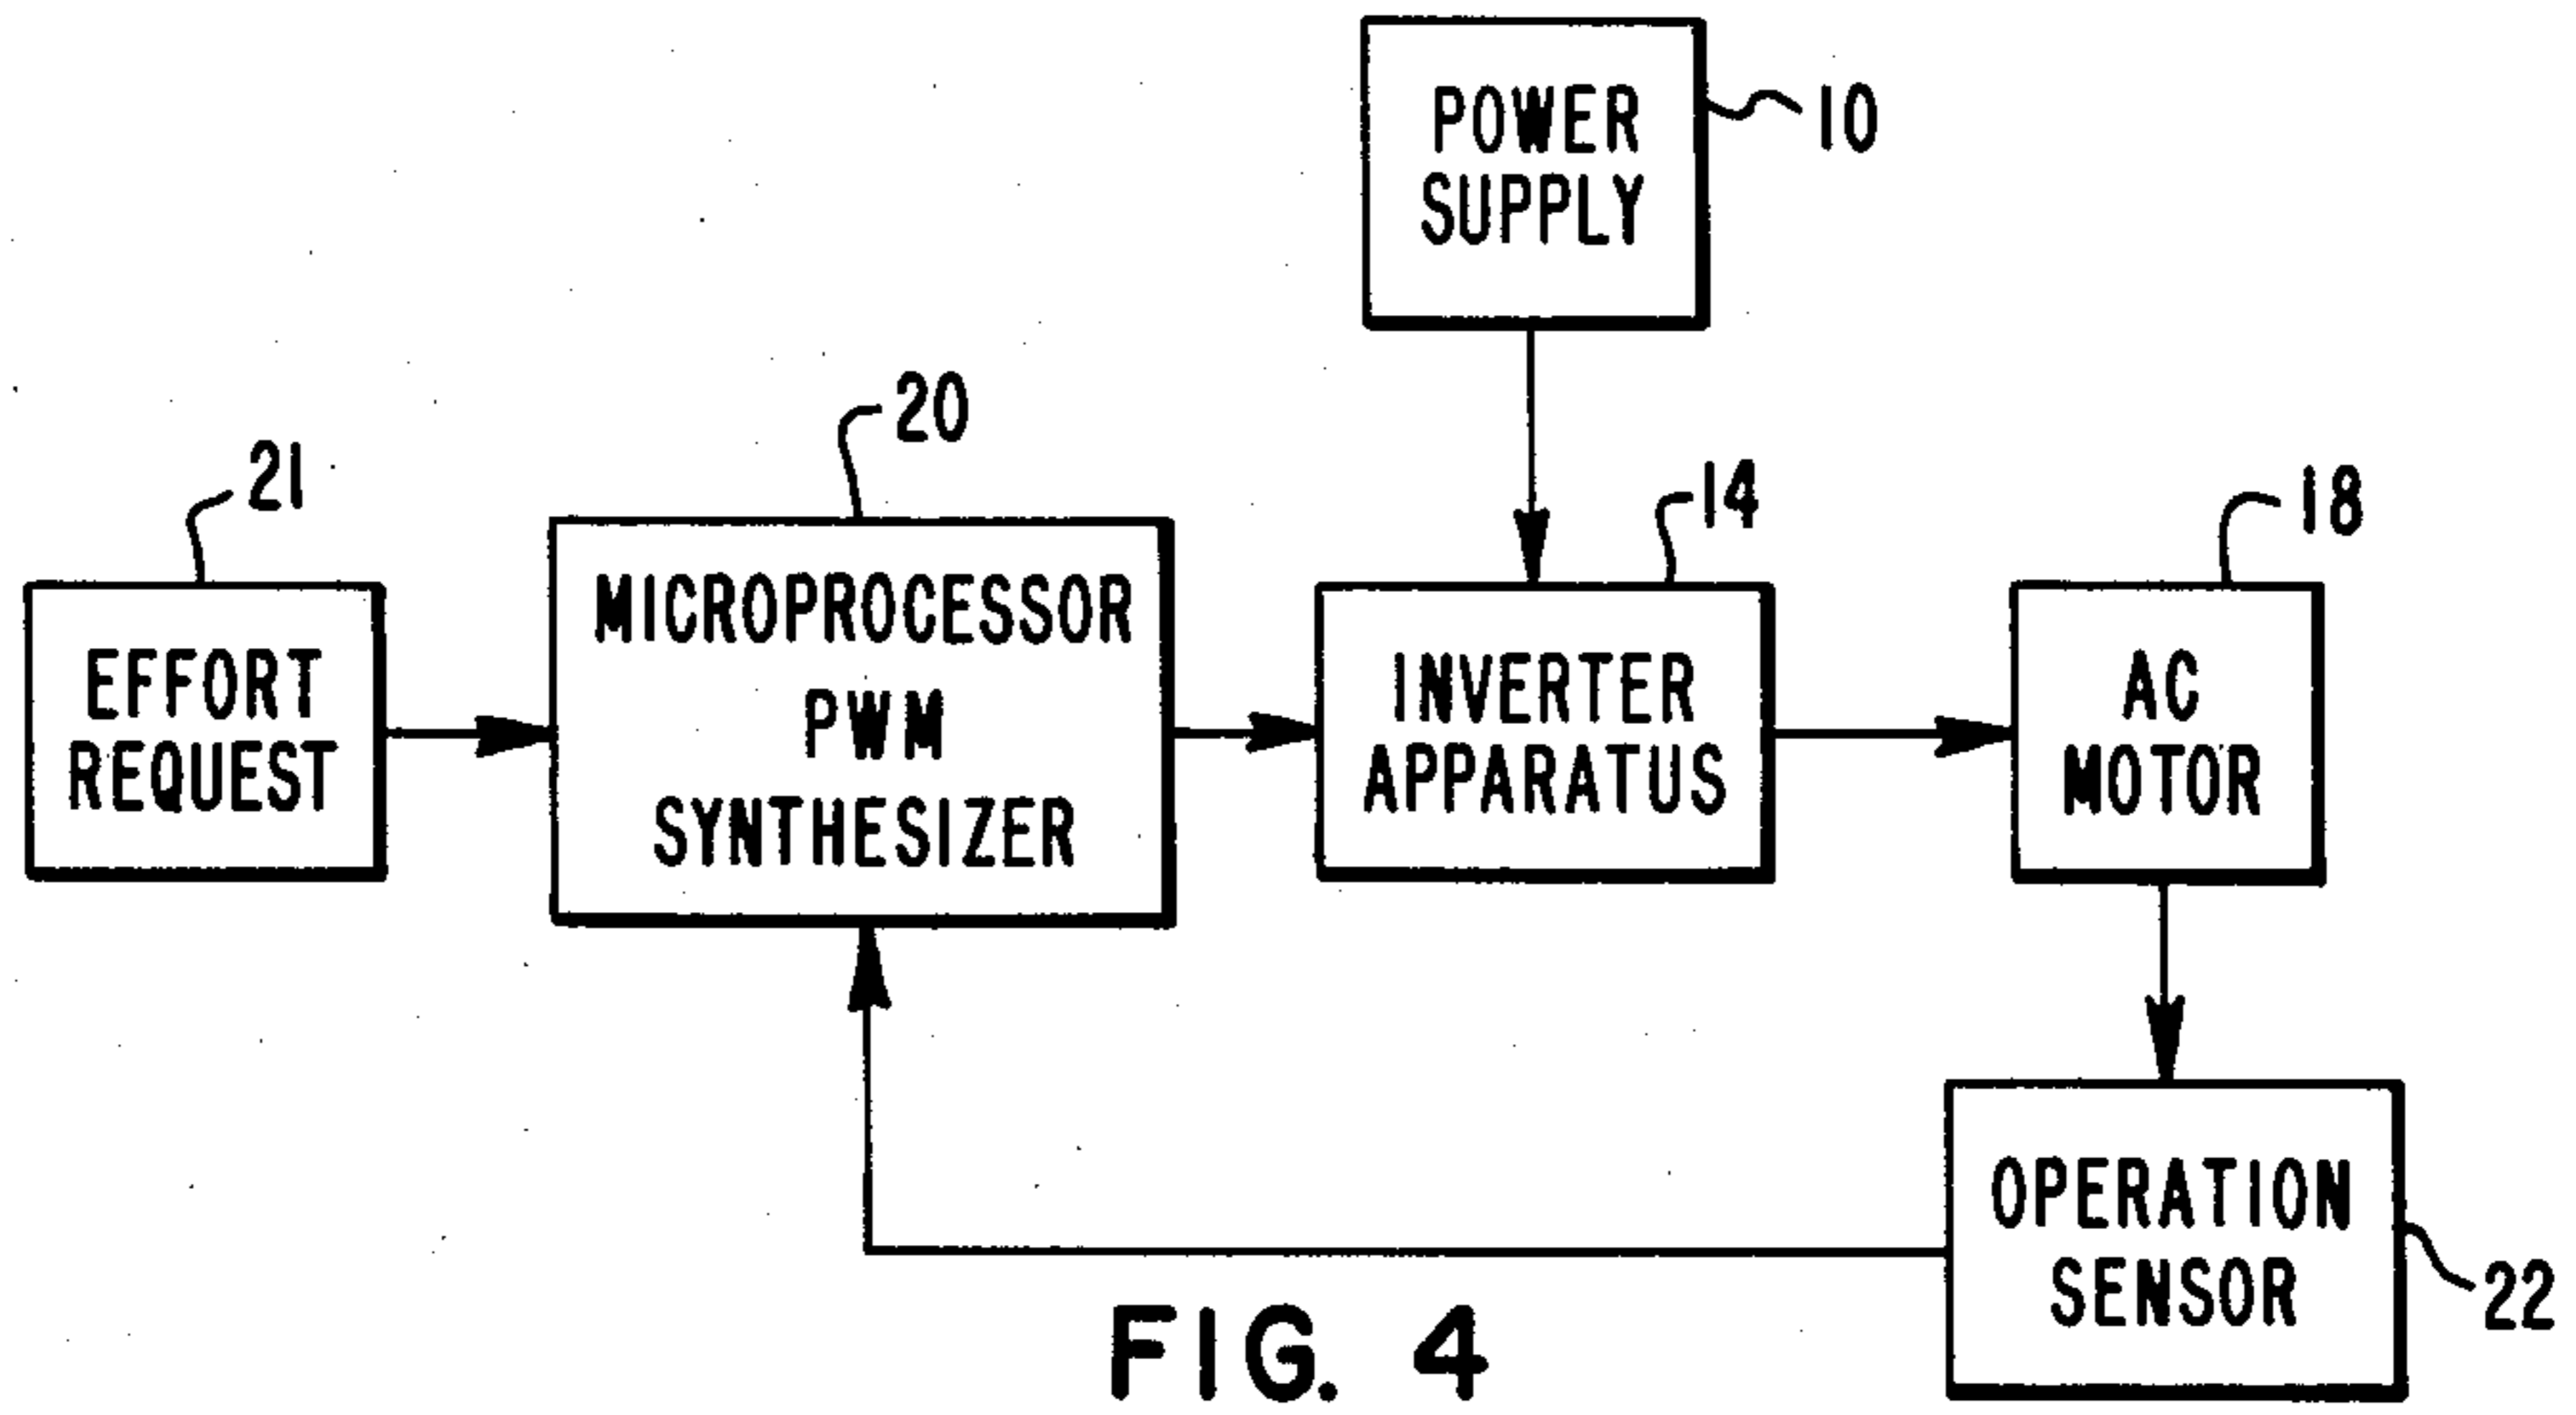 POWER
SUPPLY
10
20
21
14
18
MICROPROCESSOR
PWM
SYNTHESIZER
EFFORT
REQUEST
INVERTER
APPARATUS
AC
MOTOR
OPERATION
SENSOR
22
FIG. 4